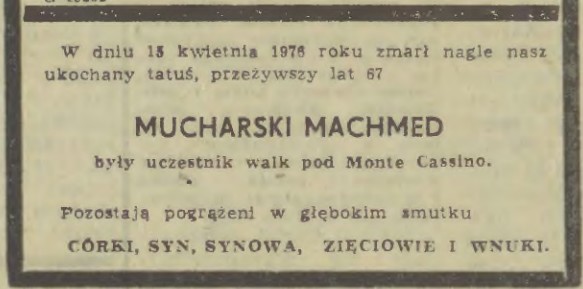 W dniu 15 kwietnia 1976 roku zmarł nagle nasz
ukochany tatuś, przeżywszy lat 67
MUCHARSKI MACHMED
były uczestnik walk pod Monte Cassino.
Pozostają pogrążeni w głębokim smutku
CÓRKI, SYN, SYNOWA, ZIĘCIOWIE I WNUKI.